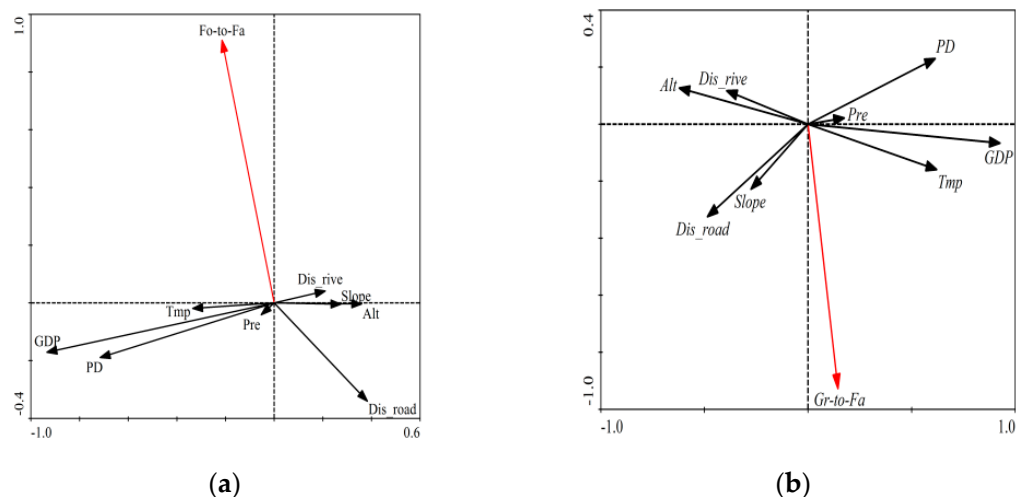 1.0
Fo-to-Fa
Dis_rive
Slope
Tmp
Alt
Pre
GDP
PD
Dis_road
-0.4
-1.0
0.6
(a)
0.4
PD
Dis_rive
Alt
Pre
GDP
Tmp
Slope
Dis_road
Gr-to-Fa
-1.0
-1.0
1.0
(b)